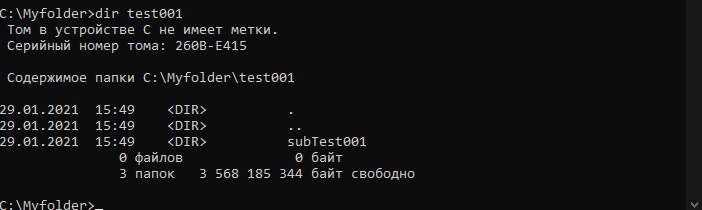 C:\Myfolder>dir test001
Том в устройстве C не имеет метки.
Серийный номер тома: 260B-E415
Содержимое папки C:\Myfolder\test001
29.01.2021  15:49    <DIR>          .
29.01.2021  15:49    <DIR>          ..
29.01.2021  15:49    <DIR>          subTest001
0 файлов              0 байт
3 папок   3 568 185 344 байт свободно
C:\Myfolder>_